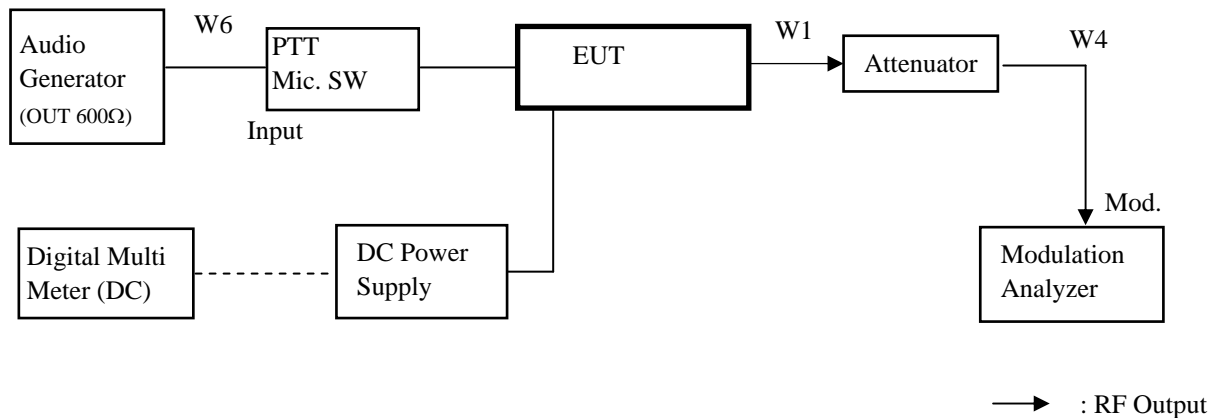 W6
W1
W4
Audio
Generator
(OUT 600Ω)
PTT
Mic. SW
Input
EUT
Attenuator
Mod.
Digital Multi
Meter (DC)
DC Power
Supply
Modulation
Analyzer
: RF Output